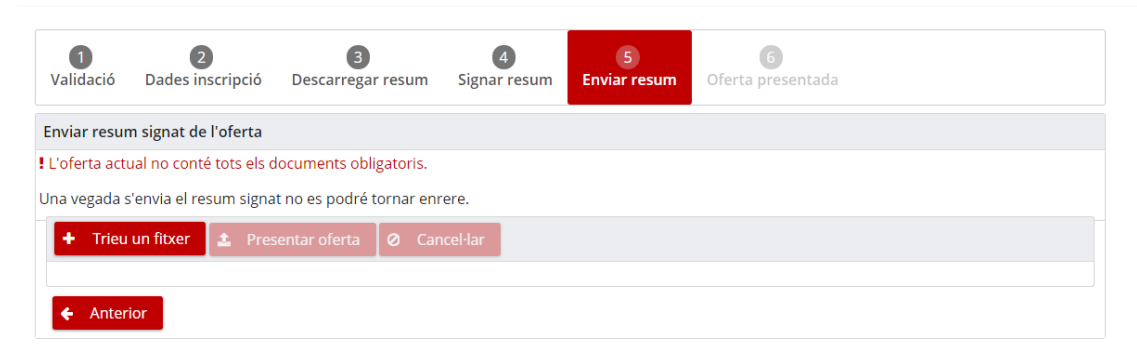 1 2 3 4 5 6
Validació Dades inscripció Descarregar resum Signar resum Enviar resum Oferta presentada
Enviar resum signat de l'oferta
! L'oferta actual no conté tots els documents obligatoris.
Una vegada s'envia el resum signat no es podré tornar enrere.
Trieu un fitxer Presentar oferta Cancel·lar
Anterior